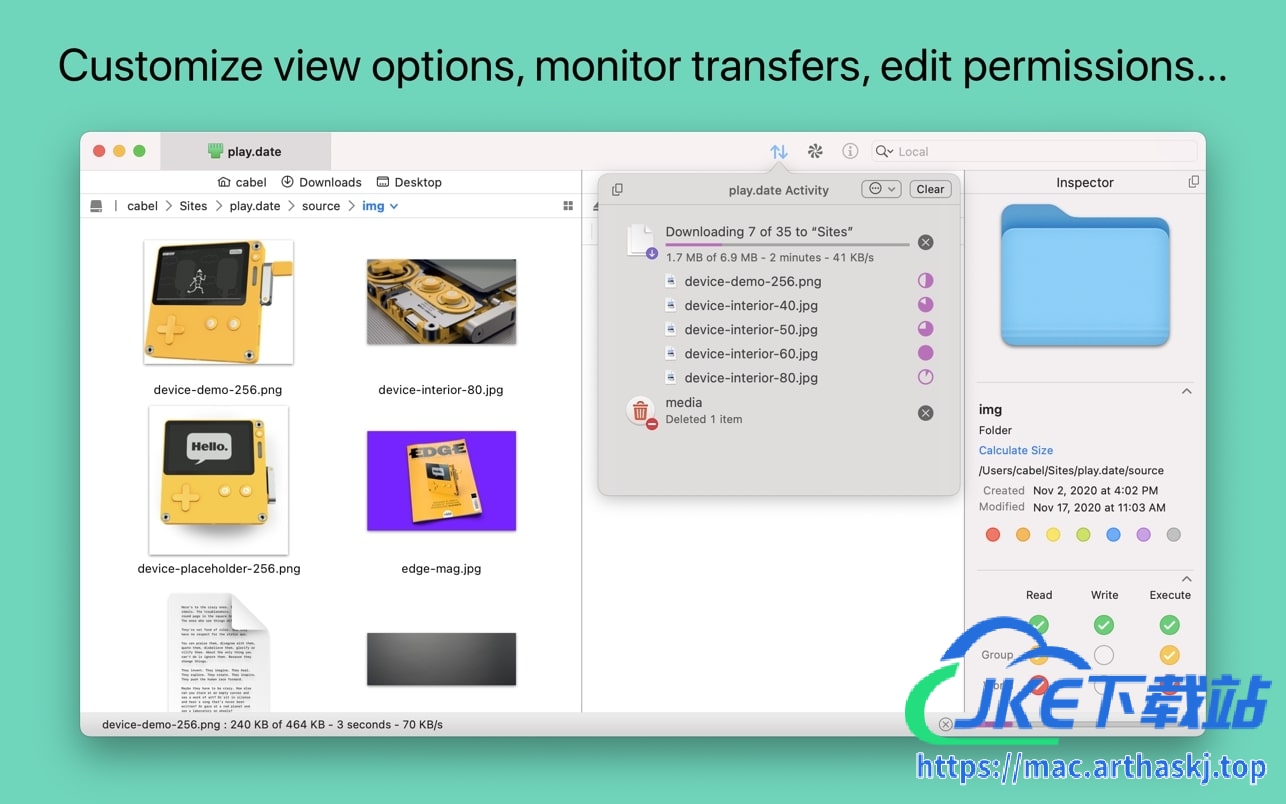 Customize view options, monitor transfers, edit permissions...
play.date
Local
cabel
Downloads
Desktop
cabel
Sites
play.date
source
img
device-demo-256.png
device-interior-80.jpg
Hello.
EDGE
device-placeholder-256.png
edge-mag.jpg
device-demo-256.png : 240 KB of 464 KB - 3 seconds - 70 KB/s
play.date Activity
Clear
Downloading 7 of 35 to “Sites”
1.7 MB of 6.9 MB - 2 minutes - 41 KB/s
device-demo-256.png
device-interior-40.jpg
device-interior-50.jpg
device-interior-60.jpg
device-interior-80.jpg
media
Deleted 1 item
Inspector
img
Folder
Calculate Size
/Users/cabel/Sites/play.date/source
Created Nov 2, 2020 at 4:02 PM
Modified Nov 17, 2020 at 11:03 AM
Read Write Execute
Group
JKE下载站
https://mac.arthaskj.top